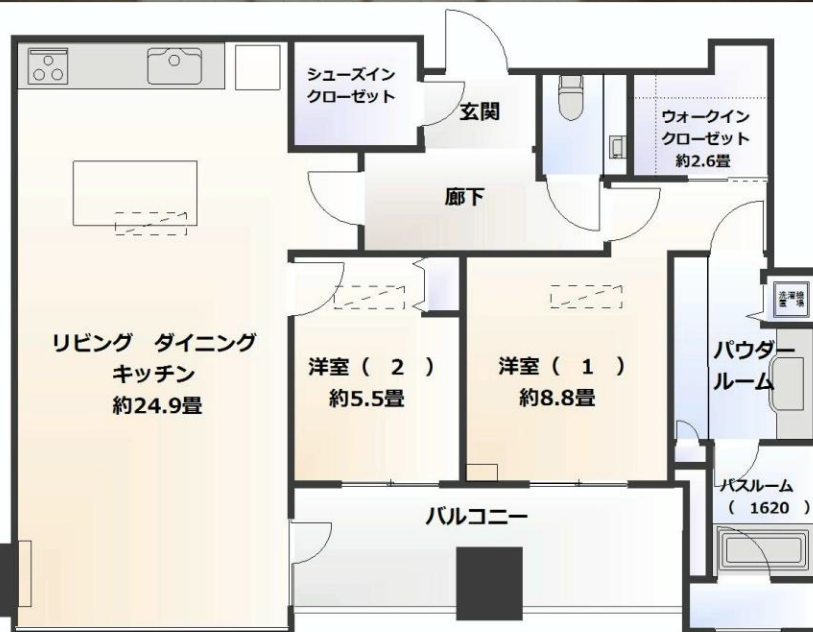 シューズイン
クローゼット
玄関
ウォークイン
クローゼット
約2.6畳
廊下
洗濯機
置場
リビング ダイニング
キッチン
約24.9畳
洋室( 2 )
約5.5畳
洋室( 1 )
約8.8畳
パウダー
ルーム
バスルーム
( 1620 )
バルコニー